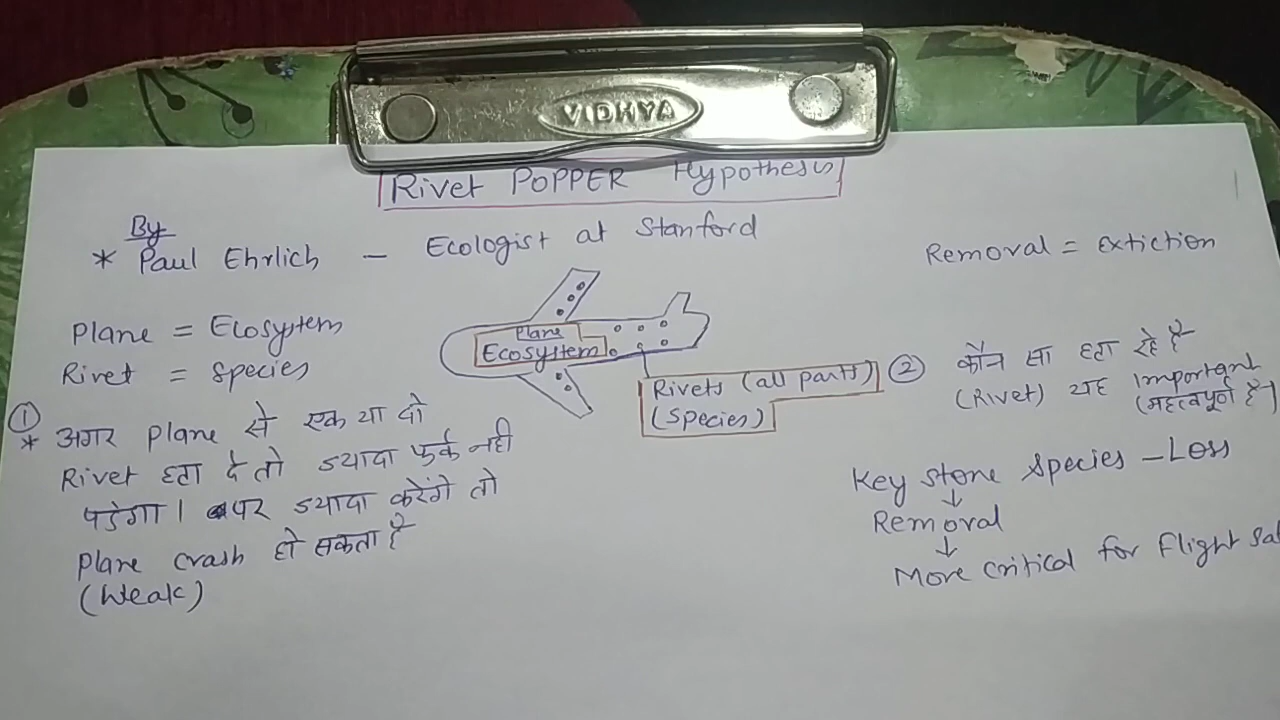 VIDHYA
Rivet POPPER Hypothesis
By
* Paul Ehrlich - Ecologist at Stanford
Removal = Extiction
Plane = Ecosystem
Rivet = Species
Plane
Ecosystem
Rivets (all parts)
(Species)
① * अगर Plane से एक या दो
Rivet हटा दे तो ज्यादा फर्क नही
पड़ेगा। पर ज्यादा करेंगे तो
Plane crash हो सकता है
(Weak)
② कौन सा हटा रहे है
(Rivet) यह Important
(महत्वपूर्ण है)
Key stone Species - Loss
↓
Removal
↓
More critical for Flight